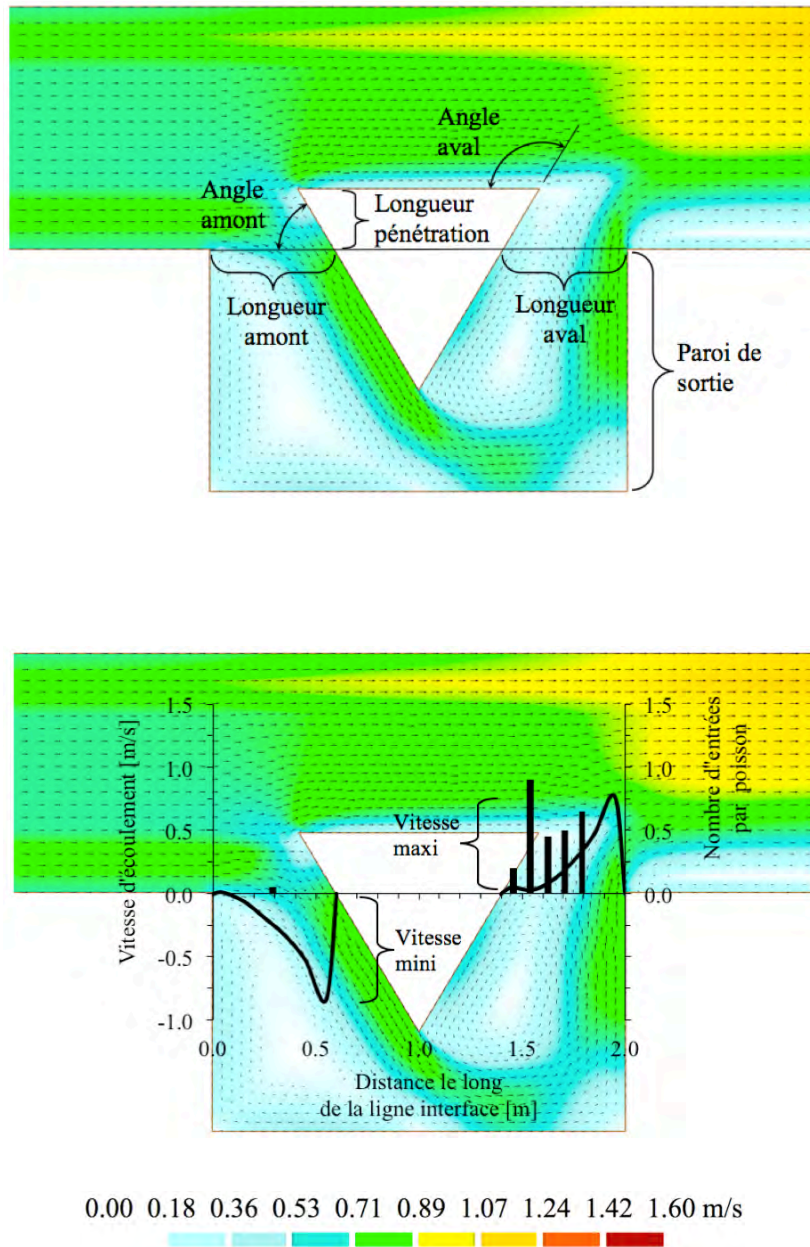 Angle
aval
Angle
amont
Longueur
pénétration
Longueur
amont
Longueur
aval
Paroi de
sortie
Vitesse d'écoulement [m/s]
1.5
1.0
0.5
0.0
-0.5
-1.0
Vitesse
maxi
Vitesse
mini
1.5
1.0
0.5
0.0
Nombre d"entrées
par poisson
0.0 0.5 1.0 1.5 2.0
Distance le long
de la ligne interface [m]
0.00 0.18 0.36 0.53 0.71 0.89 1.07 1.24 1.42 1.60 m/s